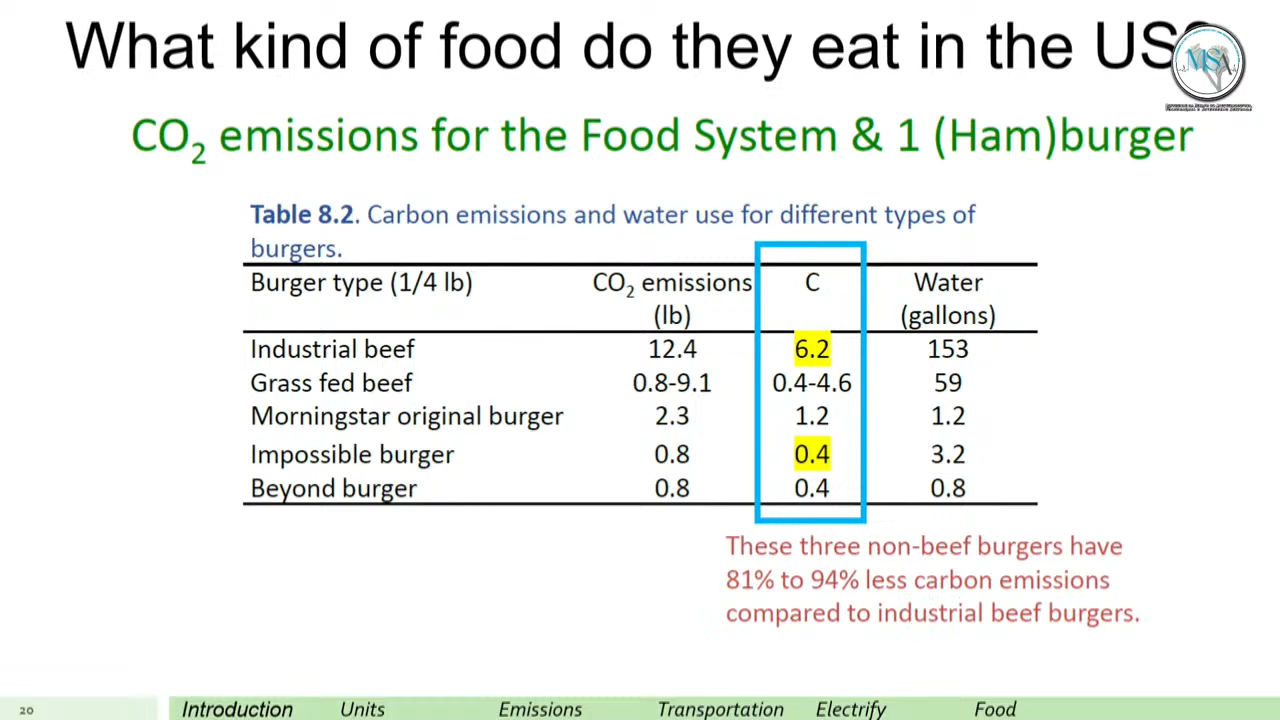 What kind of food do they eat in the US?
MSA
CO2 emissions for the Food System & 1 (Ham)burger
Table 8.2. Carbon emissions and water use for different types of
burgers.
Burger type (1/4 lb) CO2 emissions C Water
(lb) (gallons)
Industrial beef 12.4 6.2 153
Grass fed beef 0.8-9.1 0.4-4.6 59
Morningstar original burger 2.3 1.2 1.2
Impossible burger 0.8 0.4 3.2
Beyond burger 0.8 0.4 0.8
These three non-beef burgers have
81% to 94% less carbon emissions
compared to industrial beef burgers.
20 Introduction Units Emissions Transportation Electrify Food